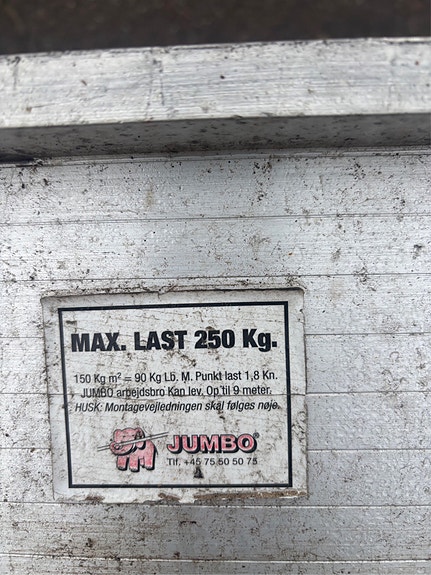 MAX. LAST 250 Kg.
150 Kg m² = 90 Kg Lb. M. Punkt last 1,8 Kn.
JUMBO arbejdsbro Kan lev. Op til 9 meter.
HUSK: Montagevejledningen skal følges nøje.
JUMBO®
Tlf. +45 75 50 50 75